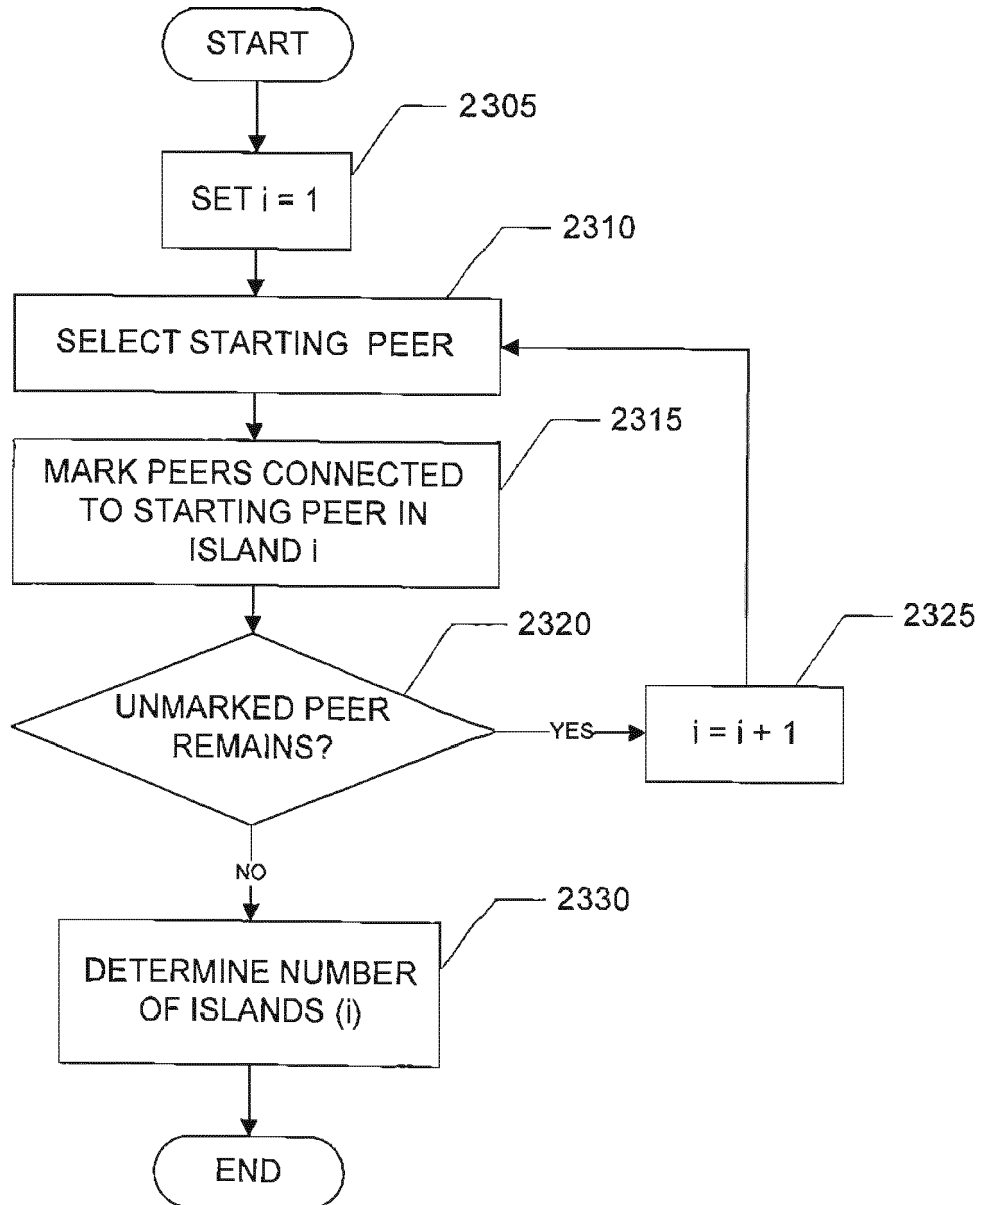 START
2305
SET i = 1
2310
SELECT STARTING PEER
2315
MARK PEERS CONNECTED
TO STARTING PEER IN
ISLAND i
2320
UNMARKED PEER
REMAINS?
YES
2325
i = i + 1
NO
2330
DETERMINE NUMBER
OF ISLANDS (i)
END